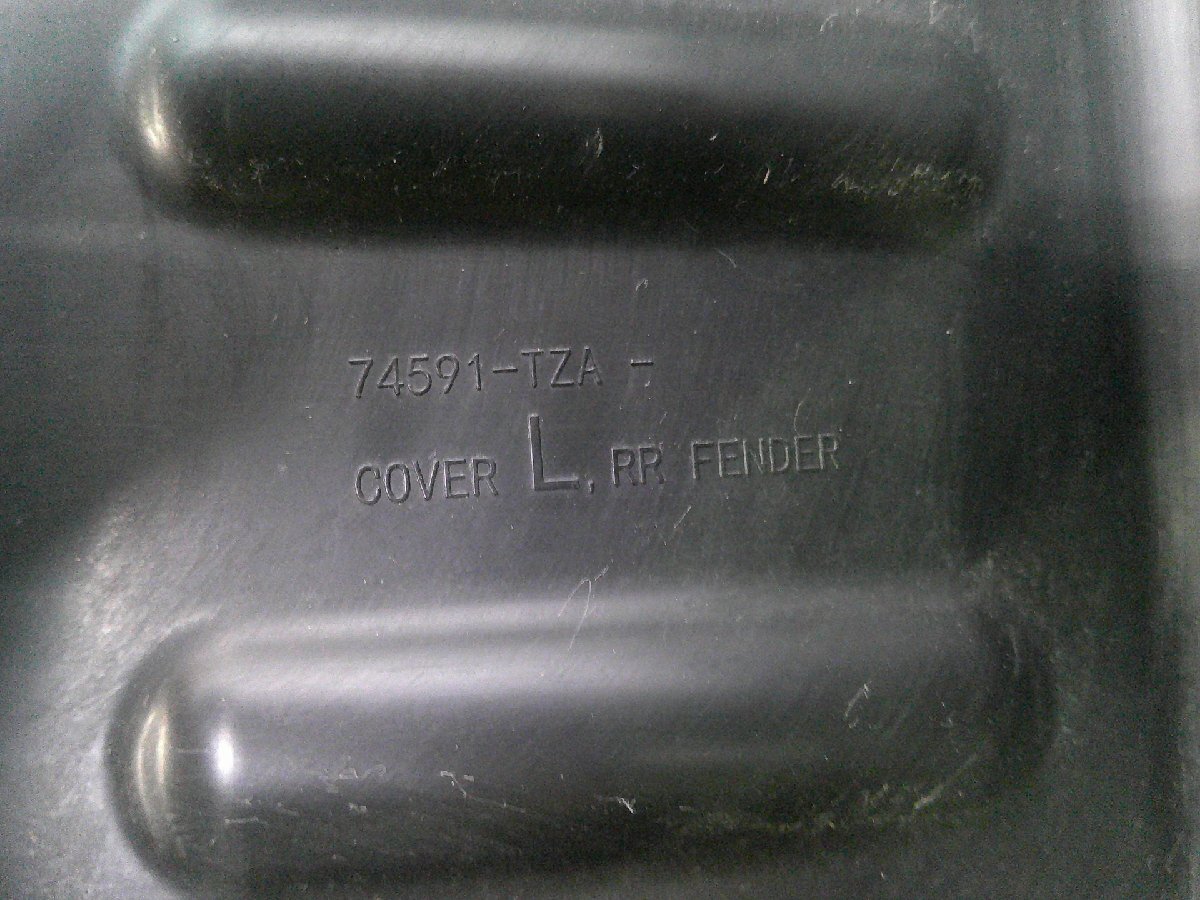 74591-TZA -
COVER L, RR FENDER